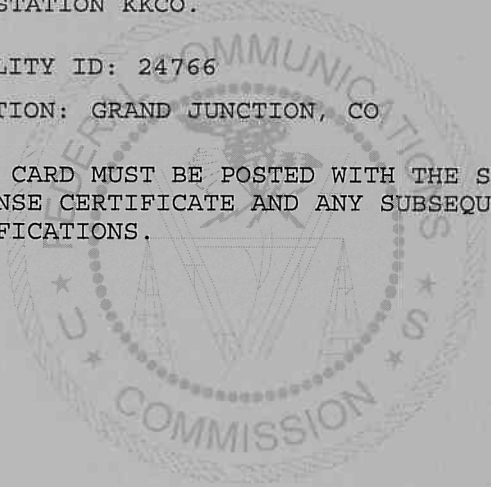 STATION KKCO.
LITY ID: 24766
TION: GRAND JUNCTION, CO
CARD MUST BE POSTED WITH THE S
NSE CERTIFICATE AND ANY SUBSEQU
FICATIONS.
FEDERAL COMMUNICATIONS
COMMISSION
U S